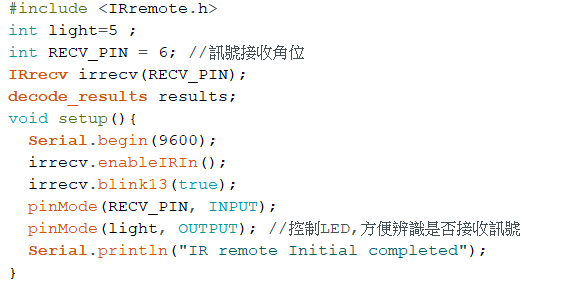 #include <IRremote.h>
int light=5 ;
int RECV_PIN = 6; //訊號接收角位
IRrecv irrecv(RECV_PIN);
decode_results results;
void setup(){
  Serial.begin(9600);
  irrecv.enableIRIn();
  irrecv.blink13(true);
  pinMode(RECV_PIN, INPUT);
  pinMode(light, OUTPUT); //控制LED,方便辨識是否接收訊號
  Serial.println("IR remote Initial completed");
}